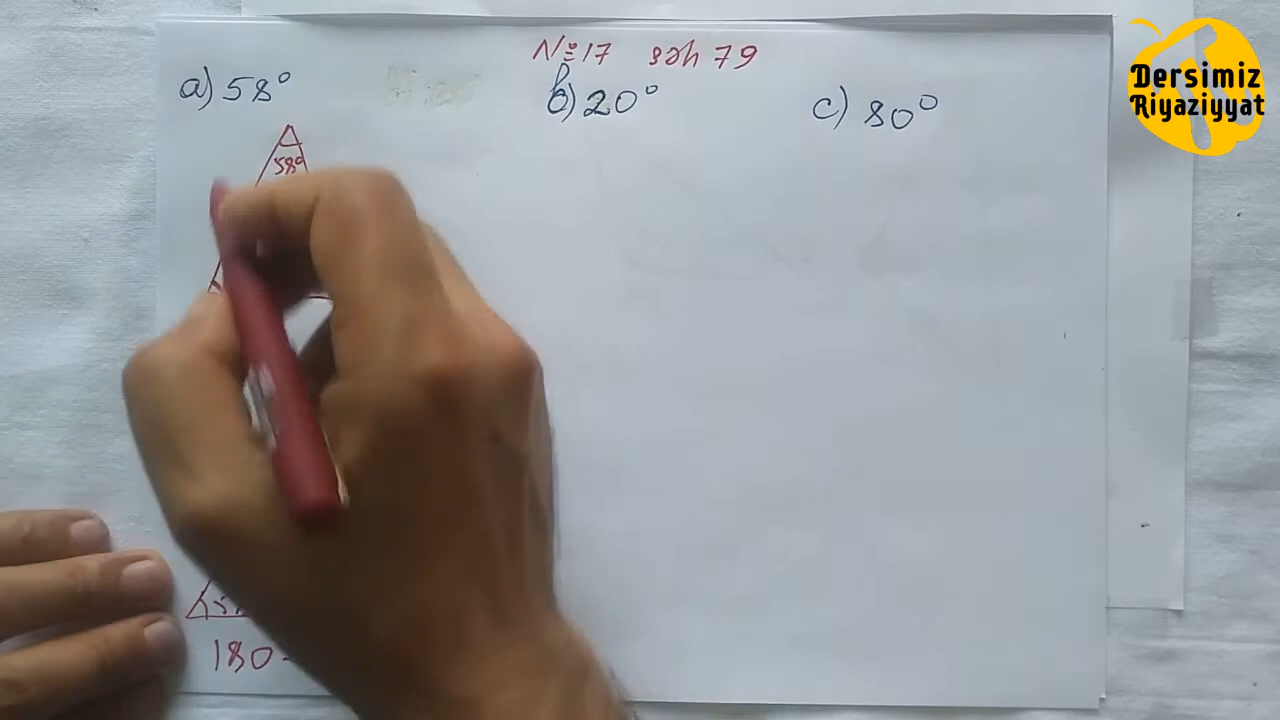 №17 səh 79
a) 58°
b) 20°
c) 80°
58°
180 -
Dersimiz
Riyaziyyat